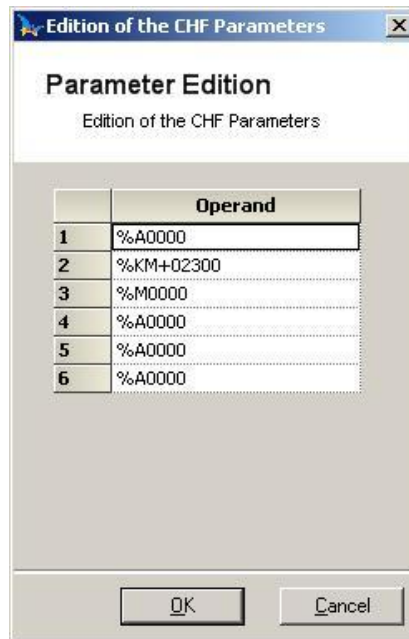 Edition of the CHF Parameters
Parameter Edition
Edition of the CHF Parameters
Operand
1 %A0000
2 %KM+02300
3 %M0000
4 %A0000
5 %A0000
6 %A0000
OK Cancel